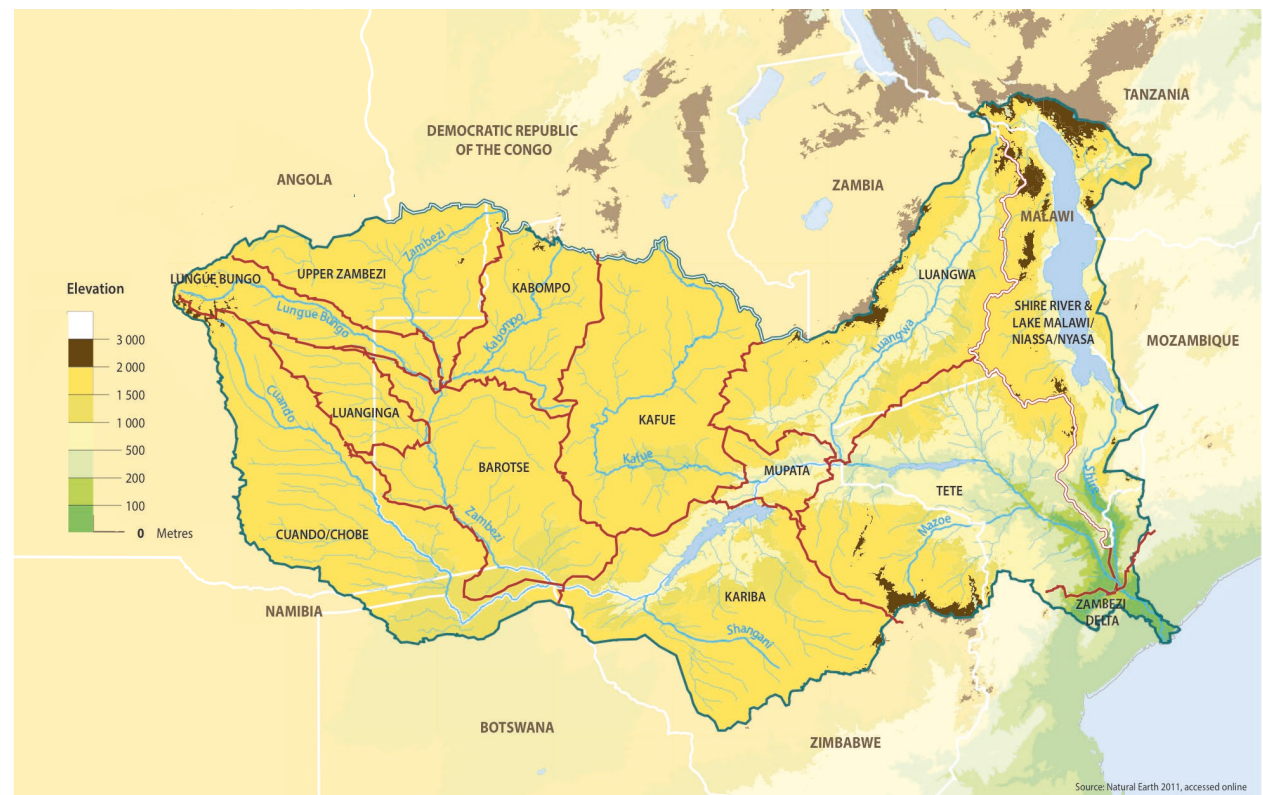 TANZANIA
DEMOCRATIC REPUBLIC
OF THE CONGO
ANGOLA
ZAMBIA
MALAWI
Zambezi
LUNGÚE BUNGO
UPPER ZAMBEZI
KABOMPO
LUANGWA
Elevation
3 000
2 000
1 500
1 000
500
200
100
0 Metres
Lungue Bungo
Kabompo
Luangwa
SHIRE RIVER &
LAKE MALAWI/
NIASSA/NYASA
MOZAMBIQUE
Cuando
LUANGINGA
KAFUE
BAROTSE
Kafue
MUPATA
TETE
Shire
CUANDO/CHOBE
Zambezi
Mazoe
NAMIBIA
KARIBA
ZAMBEZI
DELTA
Shangani
BOTSWANA
ZIMBABWE
Source: Natural Earth 2011, accessed online